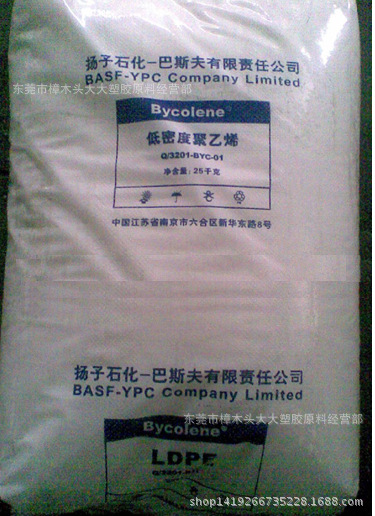 扬子石化-巴斯夫有限责任公司
BASF-YPC Company Limited
东莞市樟木头大大塑胶原料经营部
Bycolene®
低密度聚乙烯
Q/3201-BYC-01
净含量：25千克
中国江苏省南京市六合区新华东路8号
扬子石化-巴斯夫有限责任公司
BASF-YPC Company Limited
东莞市樟木头大大塑胶原料经营部
Bycolene®
LDPE
shop1419266735228.1688.com